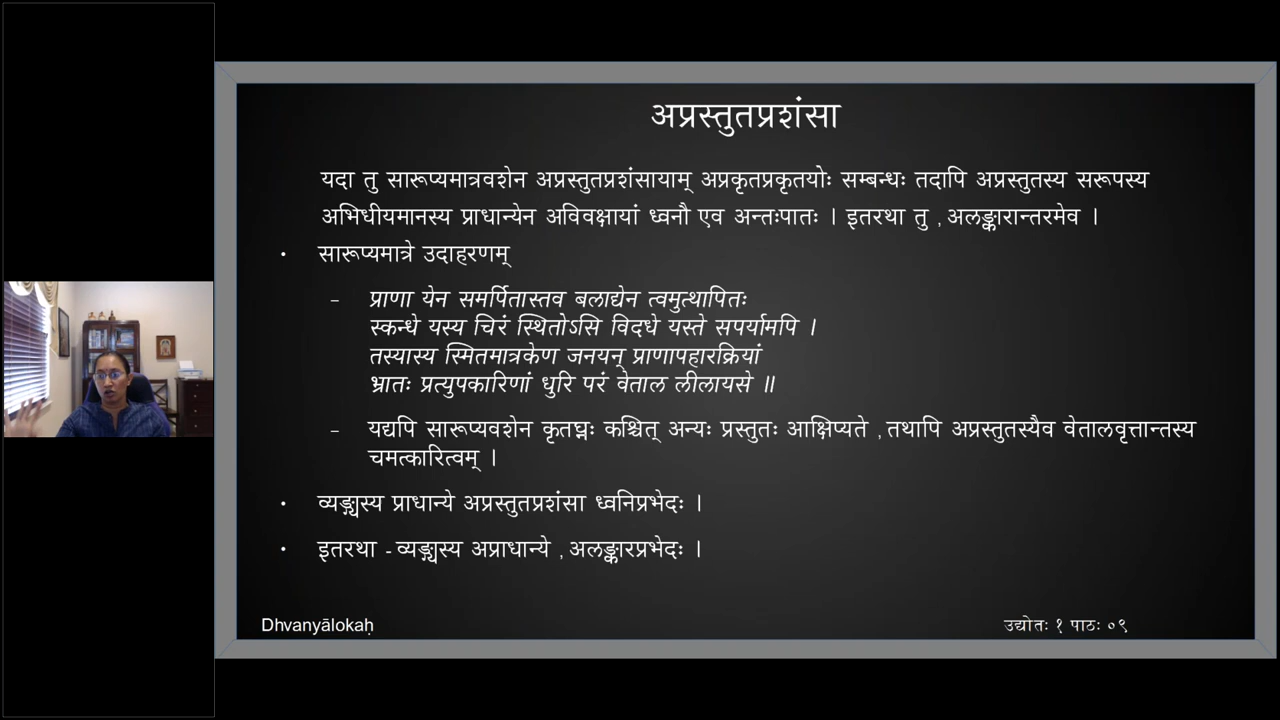 अप्रस्तुतप्रशंसा
यदा तु सारूप्यमात्रवशेन अप्रस्तुतप्रशंसायाम् अप्रकृतप्रकृतयोः सम्बन्धः तदापि अप्रस्तुतस्य सरूपस्य
अभिधीयमानस्य प्राधान्येन अविवक्षायां ध्वनौ एव अन्तःपातः । इतरथा तु , अलङ्कारान्तरमेव ।
• सारूप्यमात्रे उदाहरणम्
– प्राणा येन समर्पितास्तव बलाद्येन त्वमुत्थापितः
स्कन्धे यस्य चिरं स्थितोऽसि विदधे यस्ते सपर्यामपि ।
तस्यास्य स्मितमात्रकेण जनयन् प्राणापहारक्रियां
भ्रातः प्रत्युपकारिणां धुरि परं वेताल लीलायसे ॥
– यद्यपि सारूप्यवशेन कृतघ्नः कश्चित् अन्यः प्रस्तुतः आक्षिप्यते , तथापि अप्रस्तुतस्यैव वेतालवृत्तान्तस्य
चमत्कारित्वम् ।
• व्यङ्ग्यस्य प्राधान्ये अप्रस्तुतप्रशंसा ध्वनिप्रभेदः ।
• इतरथा - व्यङ्ग्यस्य अप्राधान्ये , अलङ्कारप्रभेदः ।
Dhvanyālokaḥ
उद्योतः १ पाठः ०९